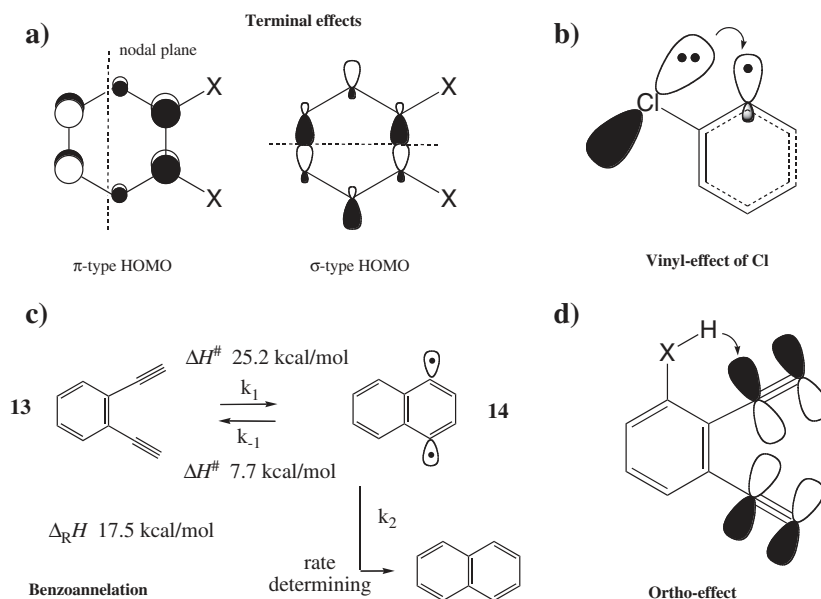 Terminal effects
a)
nodal plane
X
X
X
X
π-type HOMO
σ-type HOMO
b)
Cl
Vinyl-effect of Cl
c)
ΔH# 25.2 kcal/mol
13
k1
k-1
14
ΔH# 7.7 kcal/mol
ΔRH 17.5 kcal/mol
k2
rate
determining
Benzoannelation
d)
H
X
Ortho-effect